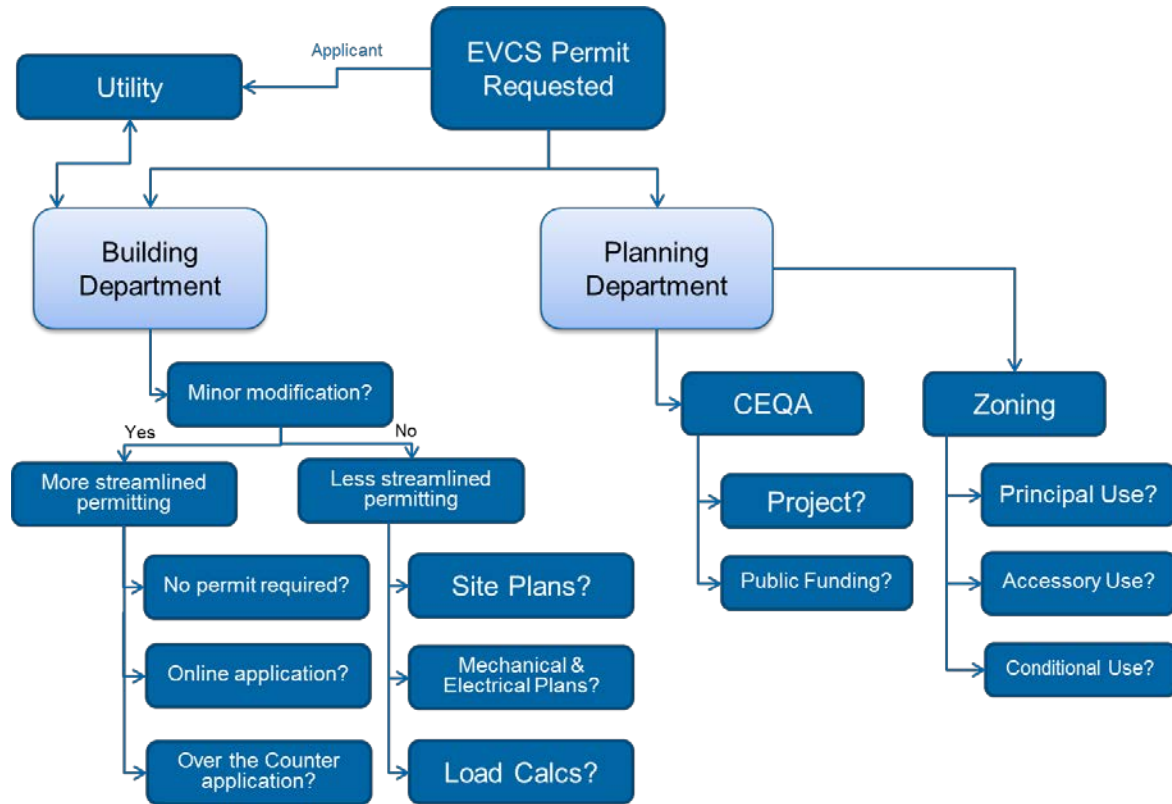 Applicant
EVCS Permit
Requested
Utility
Building
Department
Planning
Department
Minor modification?
CEQA
Zoning
Yes
No
More streamlined
permitting
Less streamlined
permitting
Project?
Principal Use?
No permit required?
Site Plans?
Public Funding?
Accessory Use?
Online application?
Mechanical &
Electrical Plans?
Conditional Use?
Over the Counter
application?
Load Calcs?